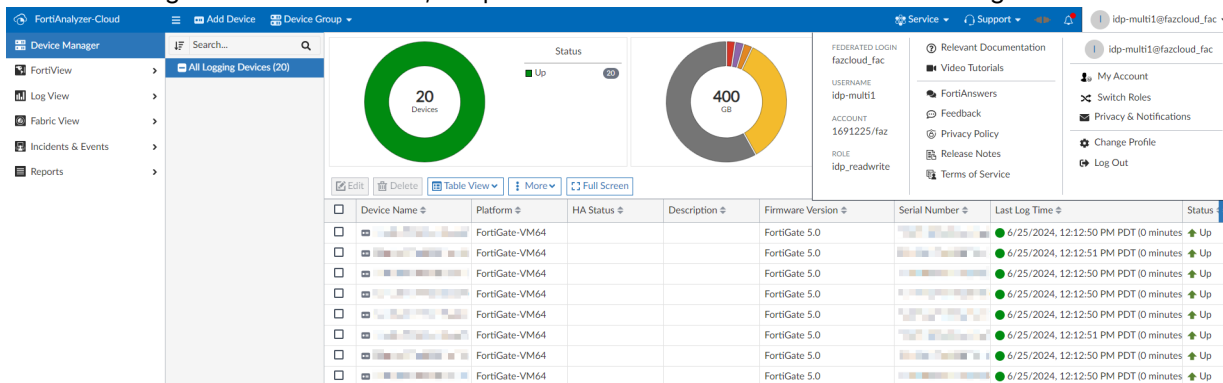 FortiAnalyzer-Cloud
Add Device
Device Group
Service
Support
idp-multi1@fazcloud_fac
Device Manager
FortiView
Log View
Fabric View
Incidents & Events
Reports
Search...
All Logging Devices (20)
20
Devices
Status
Up 20
400
GB
FEDERATED LOGIN
fazcloud_fac
USERNAME
idp-multi1
ACCOUNT
1691225/faz
ROLE
idp_readwrite
Relevant Documentation
Video Tutorials
FortiAnswers
Feedback
Privacy Policy
Release Notes
Terms of Service
I idp-multi1@fazcloud_fac
My Account
Switch Roles
Privacy & Notifications
Change Profile
Log Out
Edit Delete Table View More Full Screen
Device Name Platform HA Status Description Firmware Version Serial Number Last Log Time Status
FortiGate-VM64 FortiGate 5.0 6/25/2024, 12:12:50 PM PDT (0 minutes Up
FortiGate-VM64 FortiGate 5.0 6/25/2024, 12:12:51 PM PDT (0 minutes Up
FortiGate-VM64 FortiGate 5.0 6/25/2024, 12:12:50 PM PDT (0 minutes Up
FortiGate-VM64 FortiGate 5.0 6/25/2024, 12:12:50 PM PDT (0 minutes Up
FortiGate-VM64 FortiGate 5.0 6/25/2024, 12:12:50 PM PDT (0 minutes Up
FortiGate-VM64 FortiGate 5.0 6/25/2024, 12:12:51 PM PDT (0 minutes Up
FortiGate-VM64 FortiGate 5.0 6/25/2024, 12:12:50 PM PDT (0 minutes Up
FortiGate-VM64 FortiGate 5.0 6/25/2024, 12:12:50 PM PDT (0 minutes Up